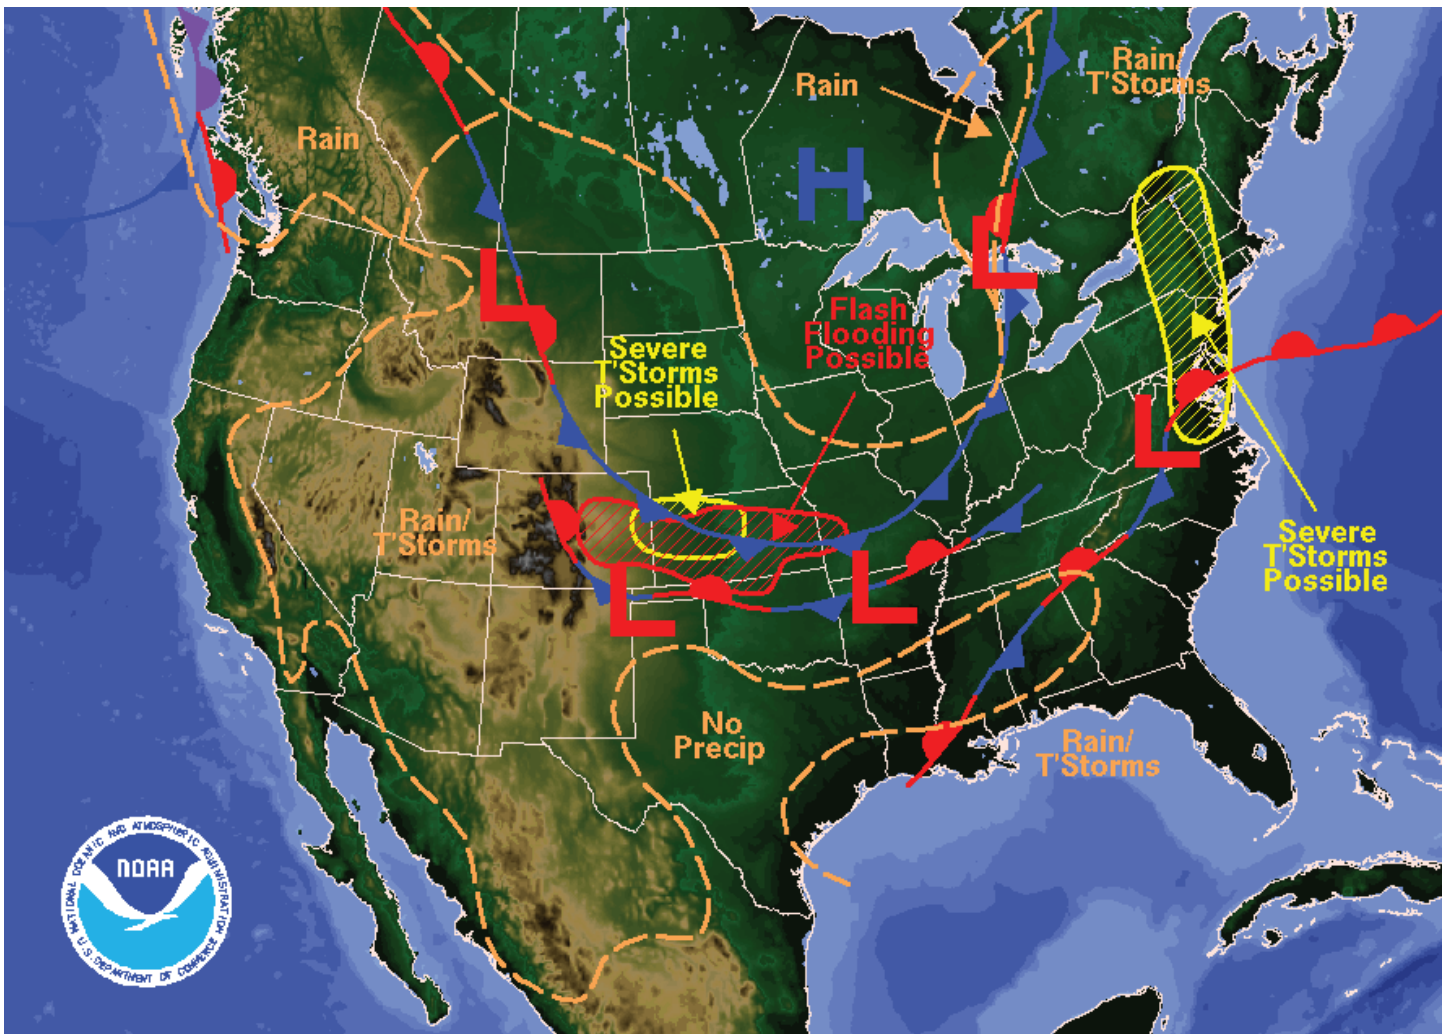 Rain/
T'Storms
Rain
Rain
H
L
L
Flash
Flooding
Possible
Severe
T'Storms
Possible
L
Rain/
T'Storms
Severe
T'Storms
Possible
L
L
No
Precip
Rain/
T'Storms
NATIONAL OCEANIC AND ATMOSPHERIC ADMINISTRATION
NOAA
U.S. DEPARTMENT OF COMMERCE